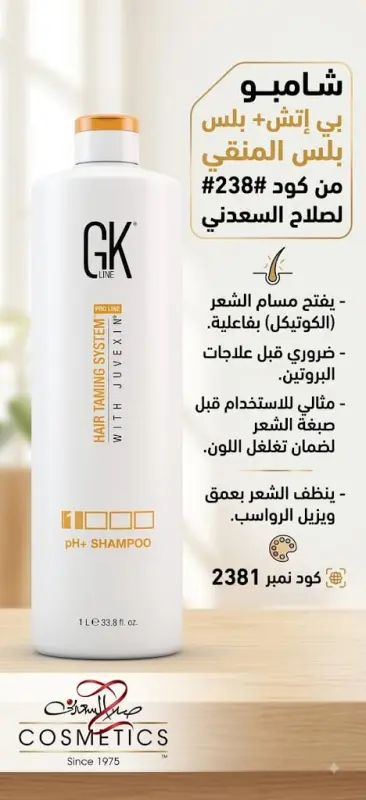 شامبو
بي إتش+ بلس
بلس المنقي
من كود #238#
لصلاح السعدني
- يفتح مسام الشعر
(الكوتيكل) بفاعلية.
- ضروري قبل علاجات
البروتين.
- مثالي للاستخدام قبل
صبغة الشعر
لضمان تغلغل اللون.
- ينظف الشعر بعمق
ويزيل الرواسب.
كود نمبر 2381
GK
LINE
PRO LINE
HAIR TAMING SYSTEM
WITH JUVEXIN®
1
pH+ SHAMPOO
1 L ℮ 33.8 fl. oz.
COSMETICS
Since 1975
TM